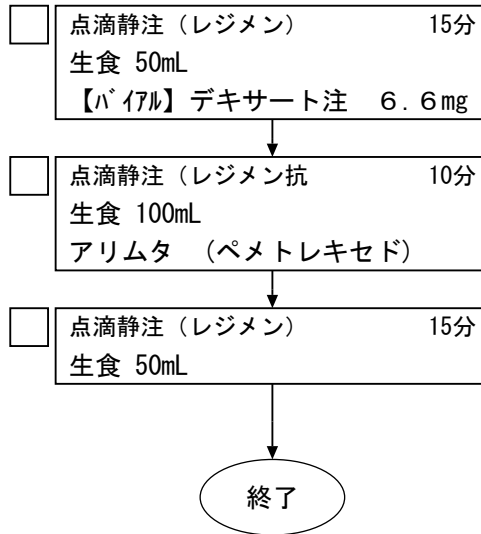 点滴静注（レジメン） 15分
生食 50mL
【ﾊﾞｲｱﾙ】デキサート注 ６.６mg
点滴静注（レジメン抗 10分
生食 100mL
アリムタ （ペメトレキセド）
点滴静注（レジメン） 15分
生食 50mL
終了